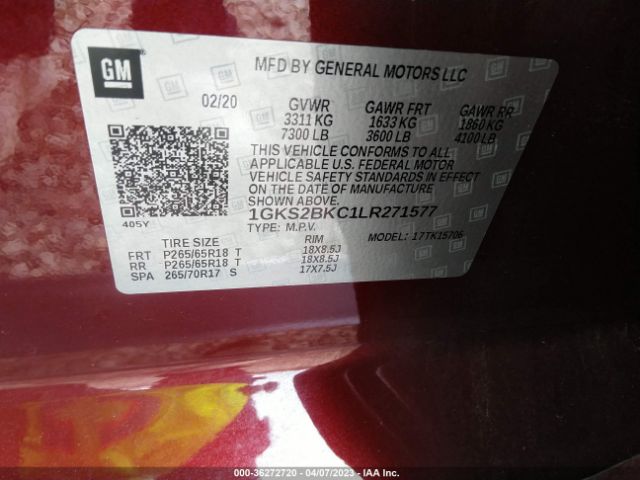 GM
MFD BY GENERAL MOTORS LLC
02/20 GVWR GAWR FRT GAWR RR
3311 KG 1633 KG 1860 KG
7300 LB 3600 LB 4100 LB
THIS VEHICLE CONFORMS TO ALL
APPLICABLE U.S. FEDERAL MOTOR
VEHICLE SAFETY STANDARDS IN EFFECT
ON THE DATE OF MANUFACTURE
SHOWN ABOVE.
405Y 1GKS2BKC1LR271577
TYPE: M.P.V. MODEL: 17TK15706
TIRE SIZE RIM
FRT P265/65R18 T 18X8.5J
RR P265/65R18 T 18X8.5J
SPA 265/70R17 S 17X7.5J
000-36272720 - 04/07/2023 - IAA Inc.